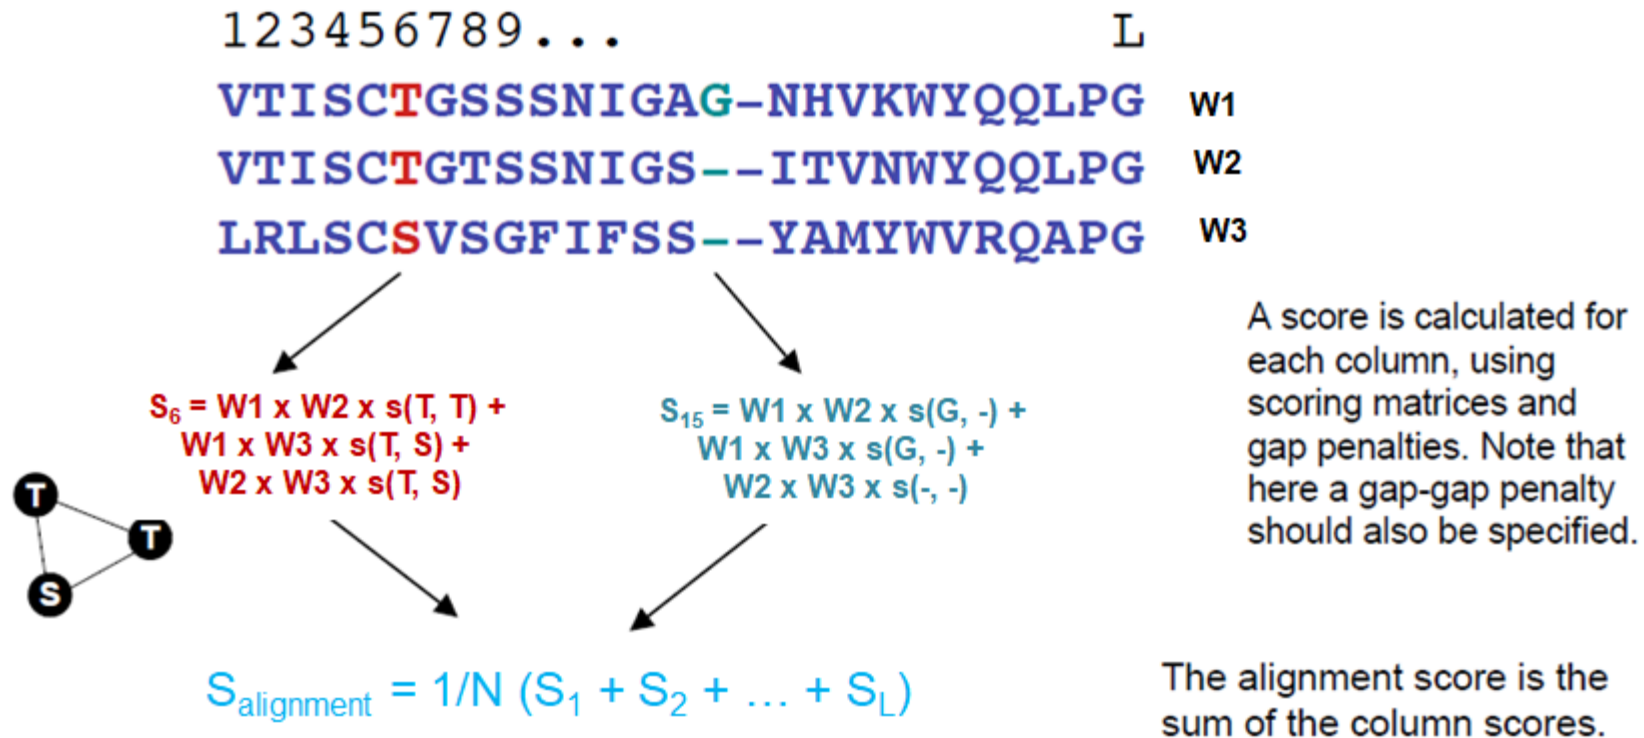 123456789...                L
VTISCTGSSSNIGAG-NHVKWYQQLPG W1
VTISCTGTSSNIGS--ITVNWYQQLPG W2
LRLSCSVSGFIFSS--YAMYWVRQAPG W3
A score is calculated for
each column, using
scoring matrices and
gap penalties. Note that
here a gap-gap penalty
should also be specified.
S6 = W1 x W2 x s(T, T) +
W1 x W3 x s(T, S) +
W2 x W3 x s(T, S)
S15 = W1 x W2 x s(G, -) +
W1 x W3 x s(G, -) +
W2 x W3 x s(-, -)
T
T
S
Salignment = 1/N (S1 + S2 + ... + SL)
The alignment score is the
sum of the column scores.